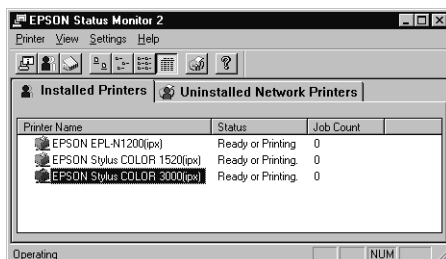 EPSON Status Monitor 2
Printer View Settings Help
Installed Printers Uninstalled Network Printers
Printer Name Status Job Count
EPSON EPL-N1200(ipx) Ready or Printing 0
EPSON Stylus COLOR 1520(ipx) Ready or Printing. 0
EPSON Stylus COLOR 3000(ipx) Ready or Printing. 0
Operating NUM